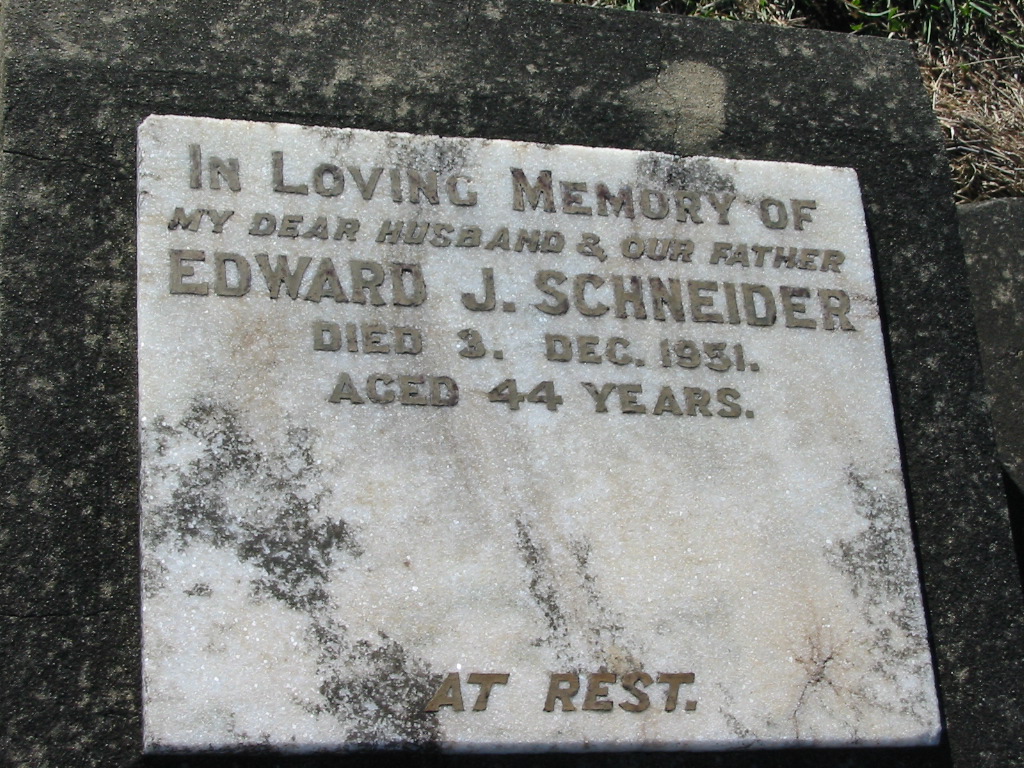 IN LOVING MEMORY OF
MY DEAR HUSBAND & OUR FATHER
EDWARD J. SCHNEIDER
DIED 3. DEC. 1951.
AGED 44 YEARS.
AT REST.